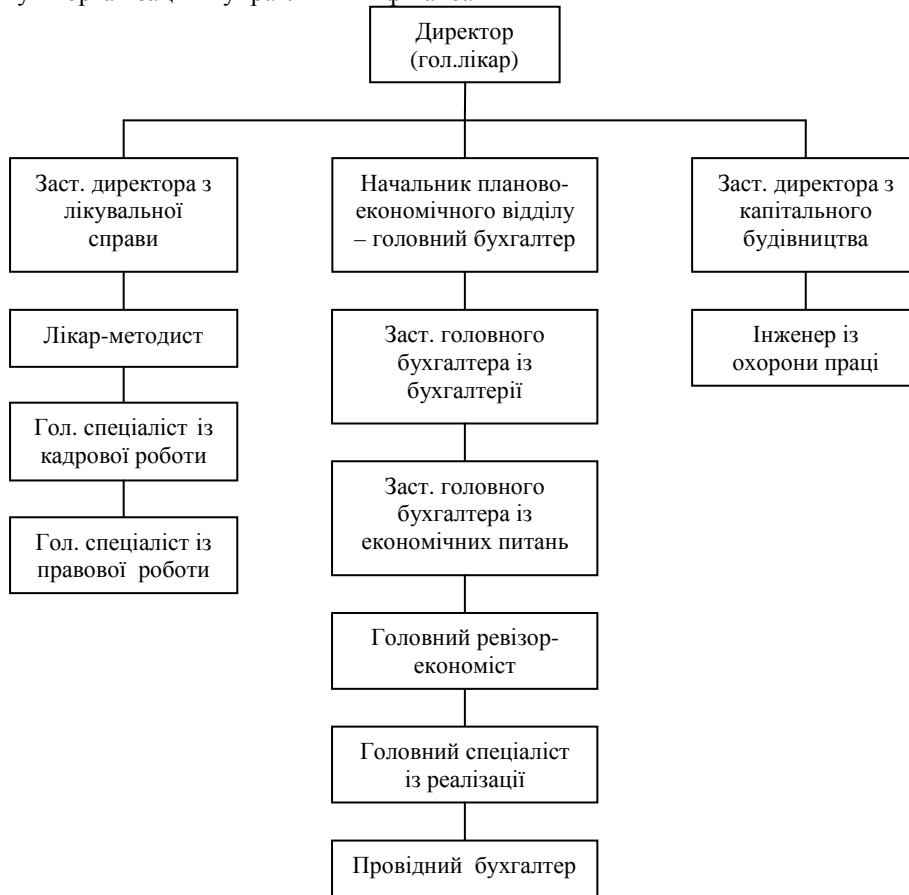 Директор
(гол.лікар)
Заст. директора з
лікувальної
справи
Лікар-методист
Гол. спеціаліст із
кадрової роботи
Гол. спеціаліст із
правової роботи
Начальник планово-
економічного відділу
– головний бухгалтер
Заст. головного
бухгалтера із
бухгалтерії
Заст. головного
бухгалтера із
економічних питань
Головний ревізор-
економіст
Головний спеціаліст
із реалізації
Провідний бухгалтер
Заст. директора з
капітального
будівництва
Інженер із
охорони праці